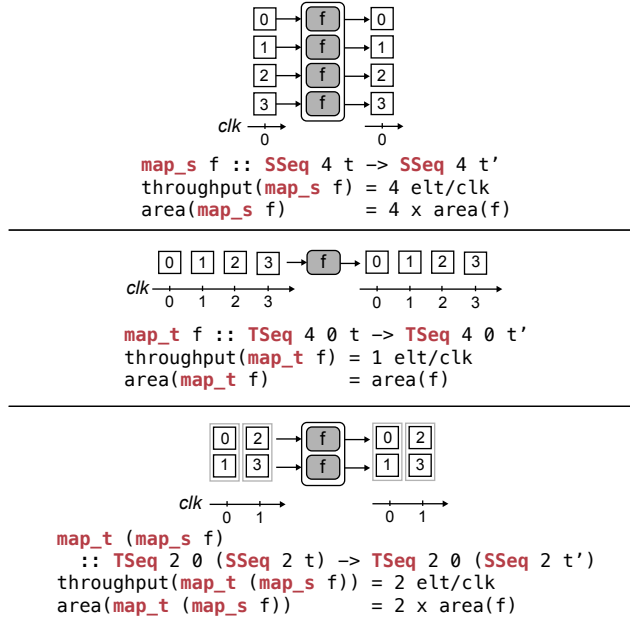 0 f 0
1 f 1
2 f 2
3 f 3
clk
0 0
map_s f :: SSeq 4 t -> SSeq 4 t’
throughput(map_s f) = 4 elt/clk
area(map_s f) = 4 x area(f)
0 1 2 3 f 0 1 2 3
clk
0 1 2 3 0 1 2 3
map_t f :: TSeq 4 0 t -> TSeq 4 0 t’
throughput(map_t f) = 1 elt/clk
area(map_t f) = area(f)
0 2 f 0 2
1 3 f 1 3
clk
0 1 0 1
map_t (map_s f)
:: TSeq 2 0 (SSeq 2 t) -> TSeq 2 0 (SSeq 2 t’)
throughput(map_t (map_s f)) = 2 elt/clk
area(map_t (map_s f)) = 2 x area(f)